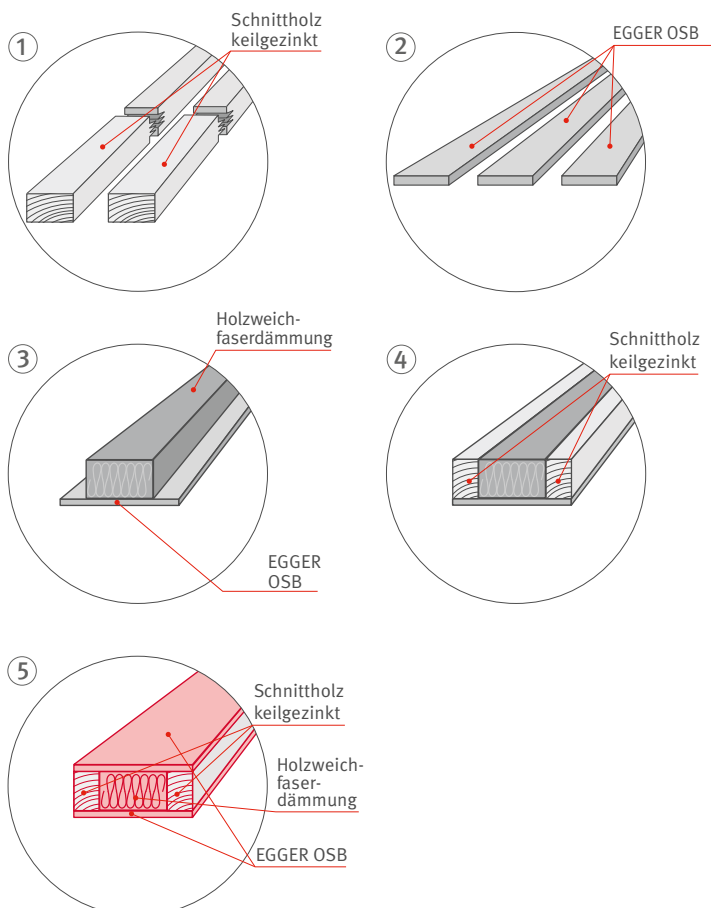 1
Schnittholz
keilgezinkt
2
EGGER OSB
3
Holzweich-
faserdämmung
EGGER
OSB
4
Schnittholz
keilgezinkt
5
Schnittholz
keilgezinkt
Holzweich-
faser-
dämmung
EGGER OSB